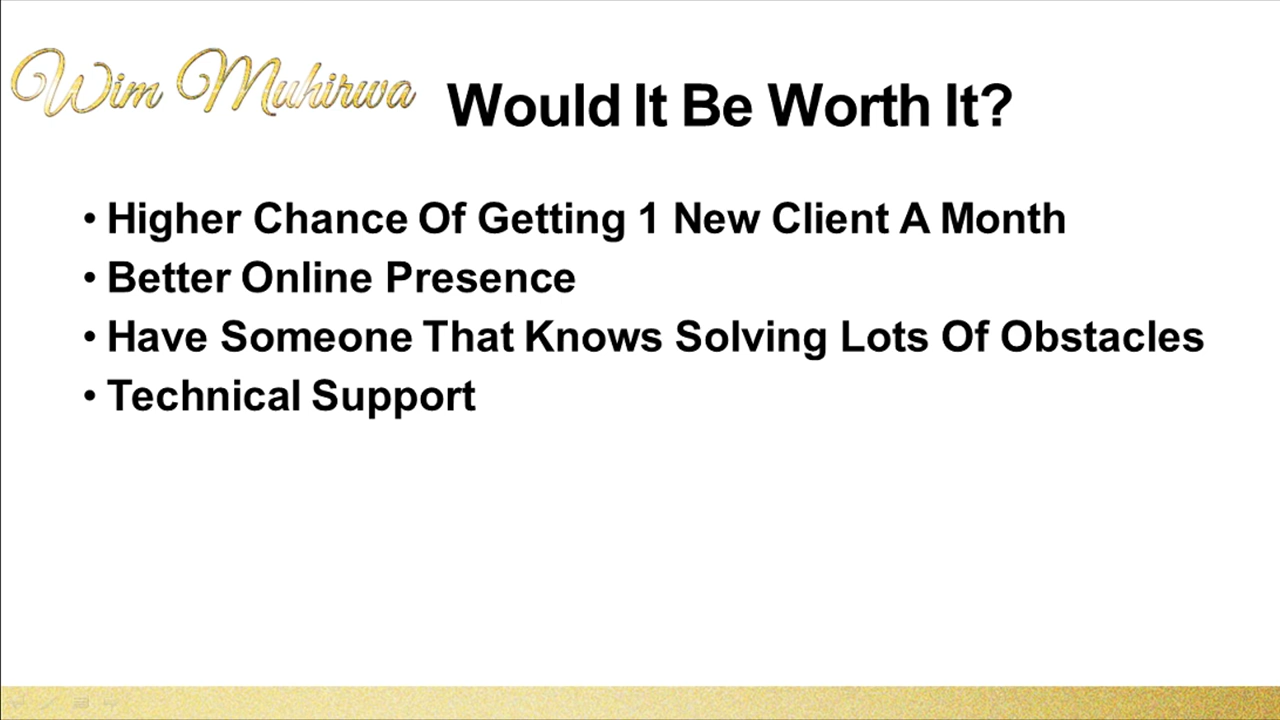 Wim Muhirwa
Would It Be Worth It?
• Higher Chance Of Getting 1 New Client A Month
• Better Online Presence
• Have Someone That Knows Solving Lots Of Obstacles
• Technical Support